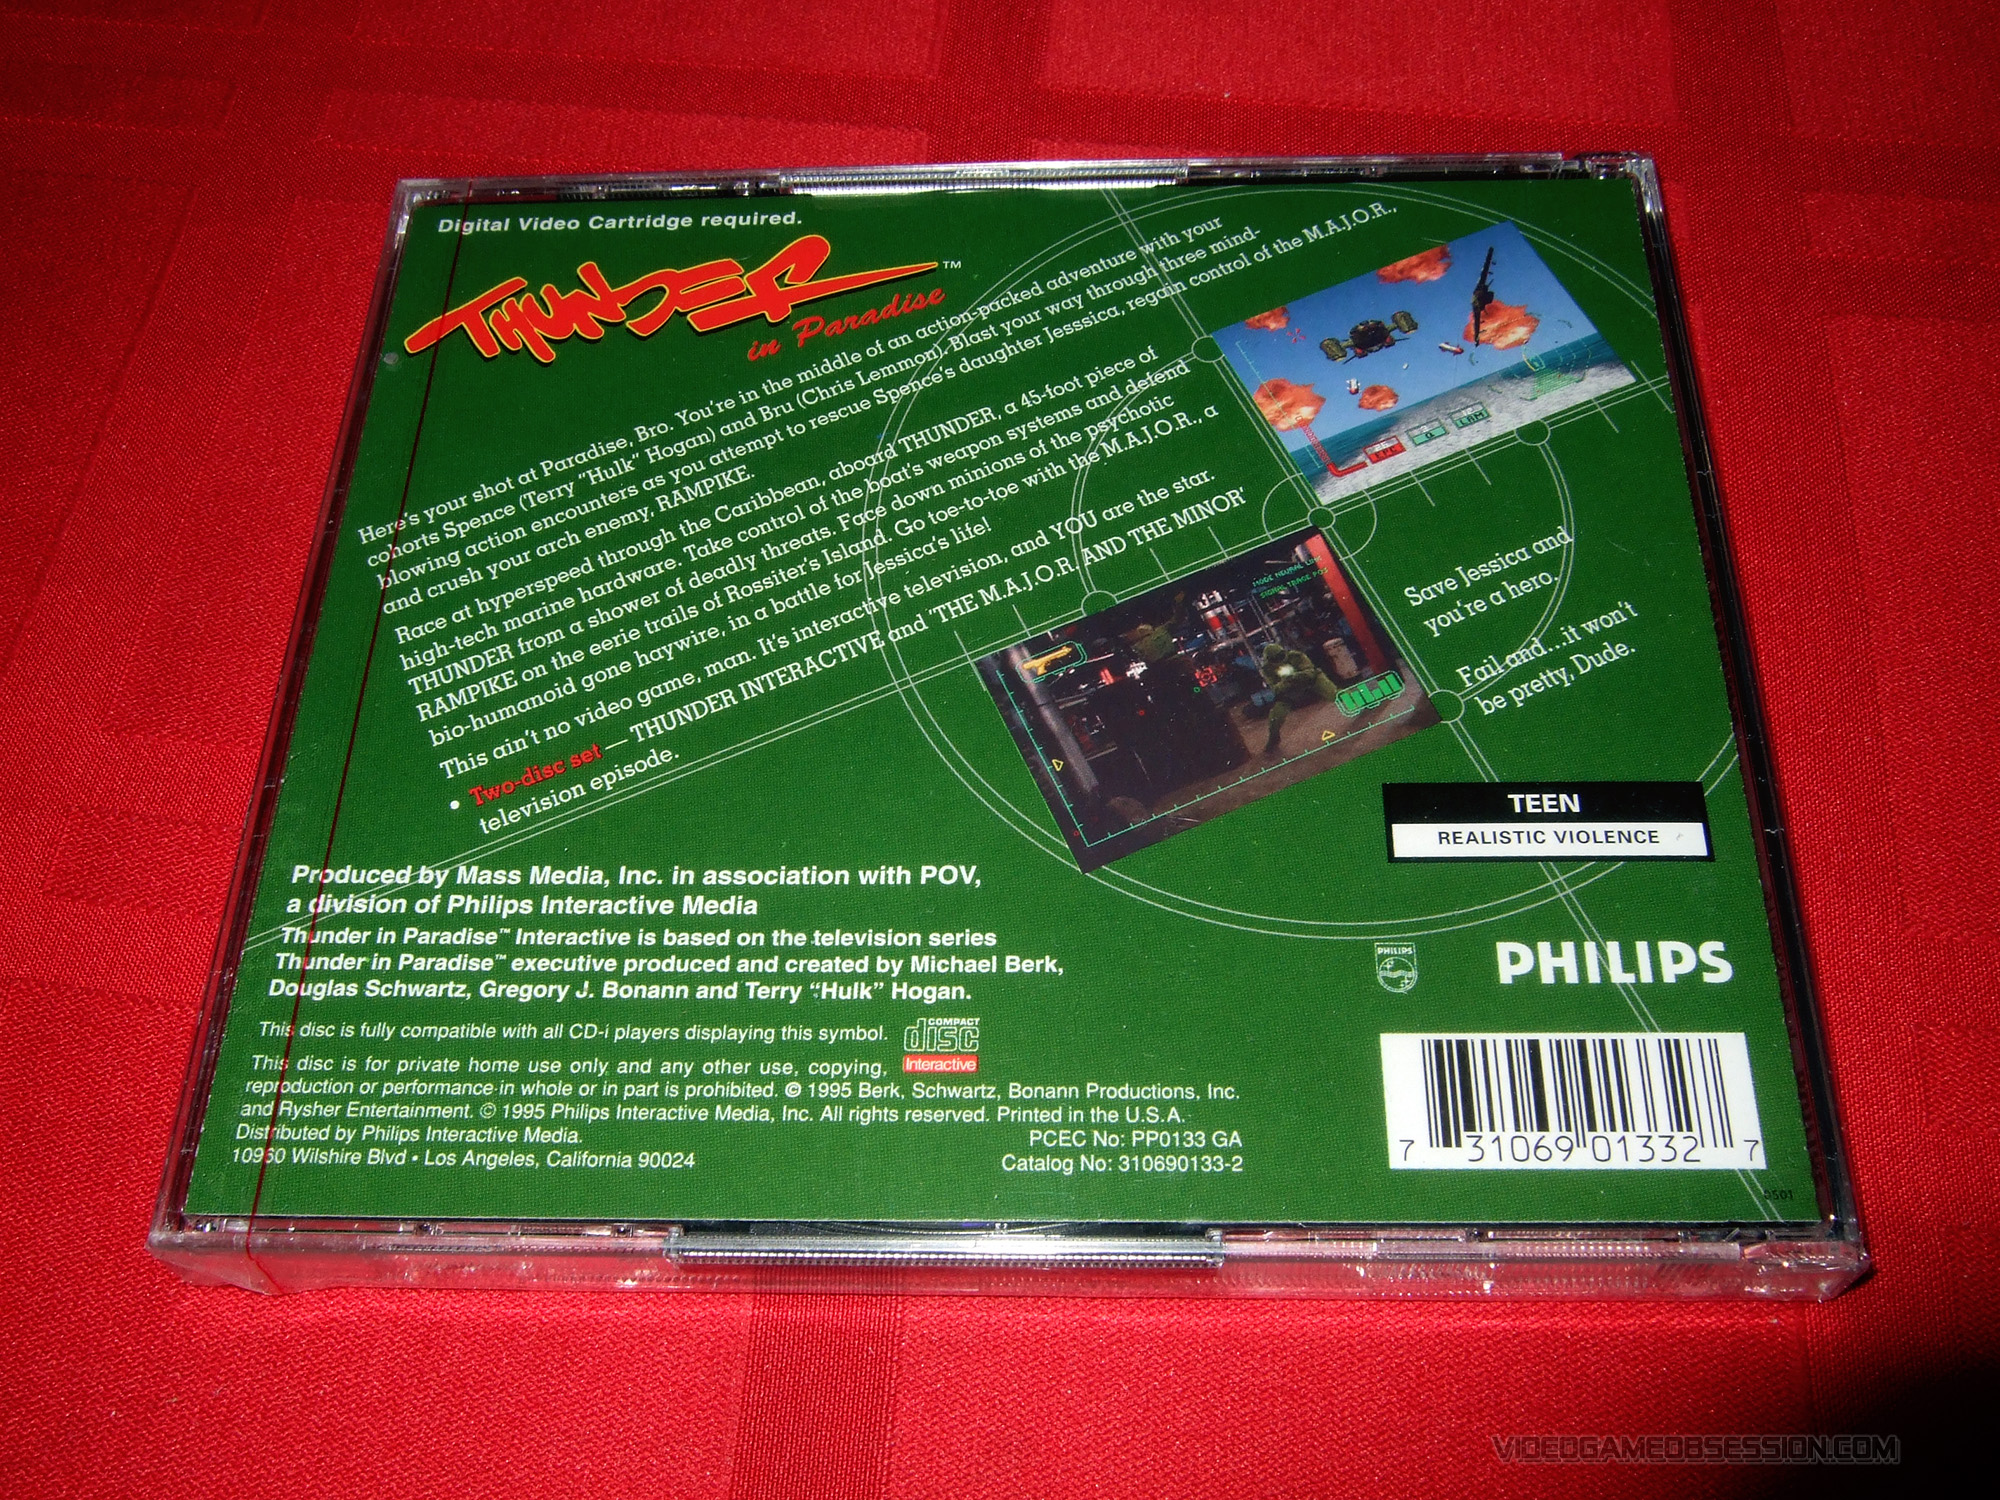 Digital Video Cartridge required.
THUNDER™
in Paradise
Here's your shot at Paradise, Bro. You're in the middle of an action-packed adventure with your
cohorts Spence (Terry "Hulk" Hogan) and Bru (Chris Lemmon). Blast your way through three mind-
blowing action encounters as you attempt to rescue Spence's daughter Jesssica, regain control of the M.A.J.O.R.,
and crush your arch enemy, RAMPIKE.
Race at hyperspeed through the Caribbean, aboard THUNDER, a 45-foot piece of
high-tech marine hardware. Take control of the boat's weapon systems and defend
THUNDER from a shower of deadly threats. Face down minions of the psychotic
RAMPIKE on the eerie trails of Rossiter's Island. Go toe-to-toe with the M.A.J.O.R., a
bio-humanoid gone haywire, in a battle for Jessica's life!
This ain't no video game, man. It's interactive television, and YOU are the star.
• Two-disc set — THUNDER INTERACTIVE and 'THE M.A.J.O.R. AND THE MINOR'
television episode.
Save Jessica and
you're a hero.
Fail and...it won't
be pretty, Dude.
TEEN
REALISTIC VIOLENCE
Produced by Mass Media, Inc. in association with POV,
a division of Philips Interactive Media
Thunder in Paradise™ Interactive is based on the television series
Thunder in Paradise™ executive produced and created by Michael Berk,
Douglas Schwartz, Gregory J. Bonann and Terry "Hulk" Hogan.
PHILIPS
PHILIPS
This disc is fully compatible with all CD-i players displaying this symbol.
COMPACT
disc
Interactive
This disc is for private home use only and any other use, copying,
reproduction or performance in whole or in part is prohibited. © 1995 Berk, Schwartz, Bonann Productions, Inc.
and Rysher Entertainment. © 1995 Philips Interactive Media, Inc. All rights reserved. Printed in the U.S.A.
Distributed by Philips Interactive Media.
10960 Wilshire Blvd • Los Angeles, California 90024
PCEC No: PP0133 GA
Catalog No: 310690133-2
7 31069 01332 7
VIDEOGAMEOBSESSION.COM